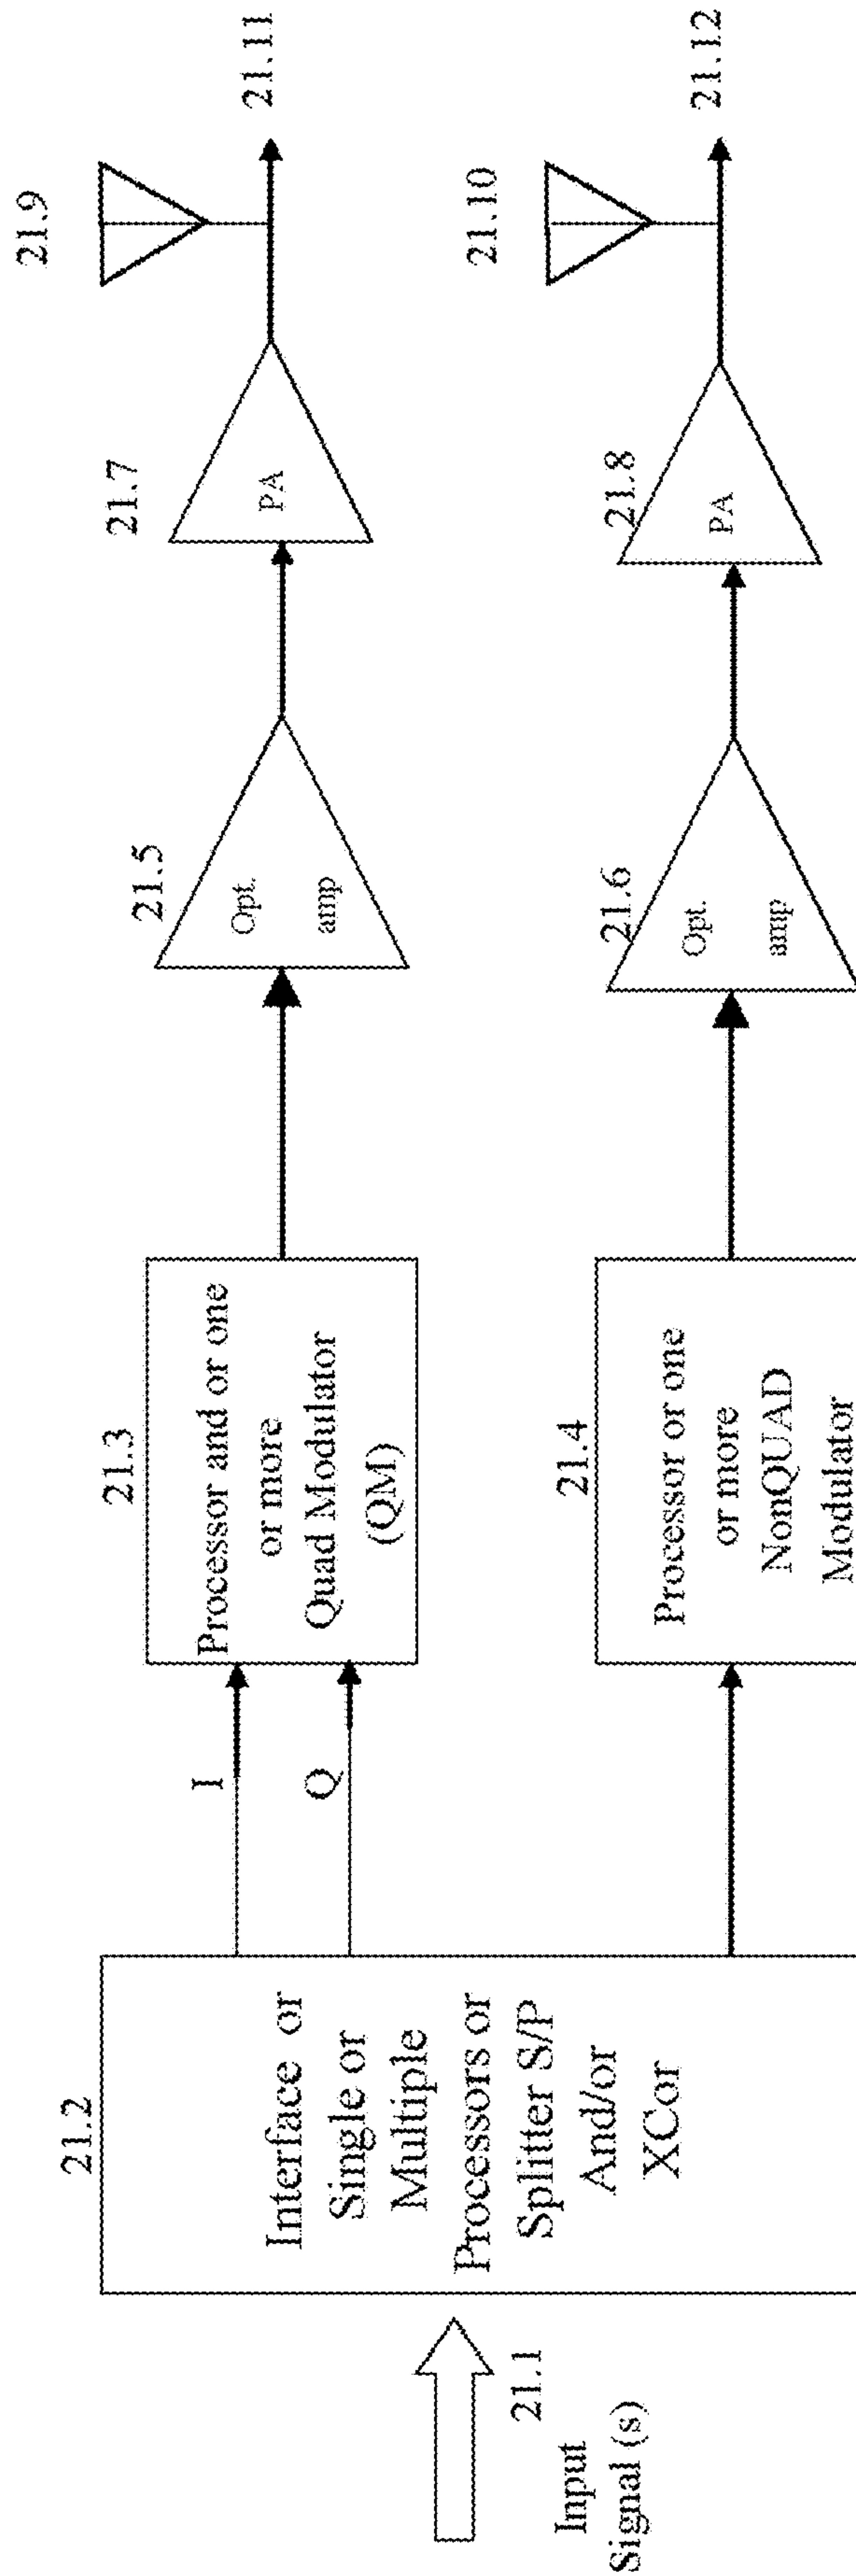 21.1
Input
Signal (s)
21.2
Interface or
Single or
Multiple
Processors or
Splitter S/P
And/or
XCor
I
Q
21.3
Processor and or one
or more
Quad Modulator
(QM)
21.5
Opt.
amp
21.7
PA
21.9
21.11
21.4
Processor or one
or more
NonQUAD
Modulator
21.6
Opt.
amp
21.8
PA
21.10
21.12